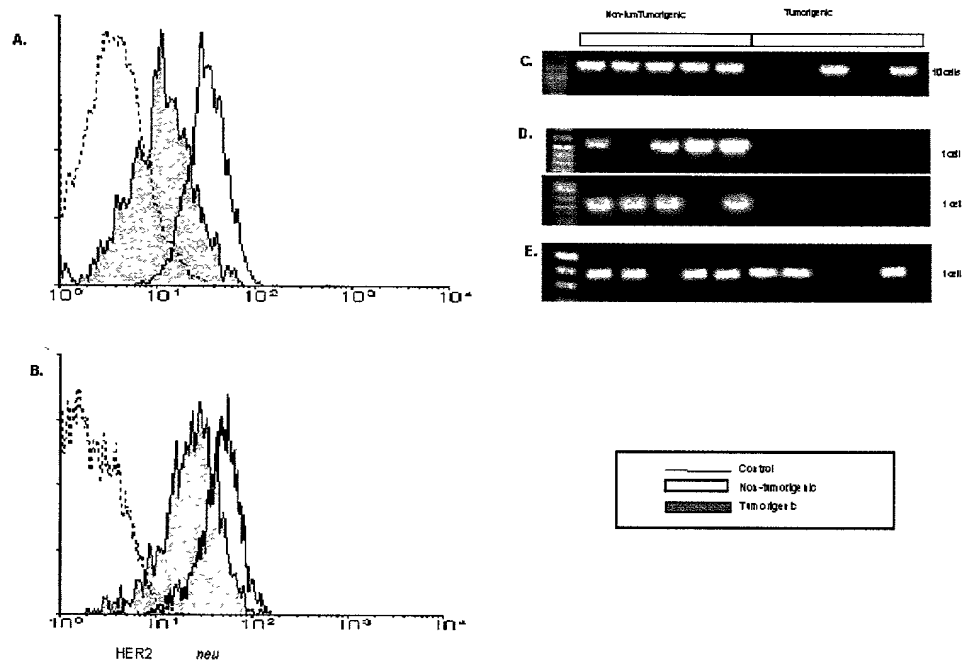 A.
10⁰ 10¹ 10² 10³ 10⁴
B.
10⁰ 10¹ 10² 10³ 10⁴
HER2 neu
Non-tumTumorigenic Tumorigenic
C. 10 cells
D. 1 cell
1 cell
E. 1 cell
Control
Non-tumorigenic
Tumorigenic